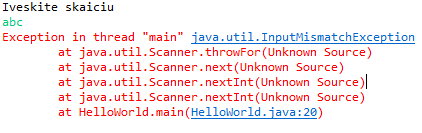 Iveskite skaiciu
abc
Exception in thread "main" java.util.InputMismatchException
at java.util.Scanner.throwFor(Unknown Source)
at java.util.Scanner.next(Unknown Source)
at java.util.Scanner.nextInt(Unknown Source)
at java.util.Scanner.nextInt(Unknown Source)
at HelloWorld.main(HelloWorld.java:20)